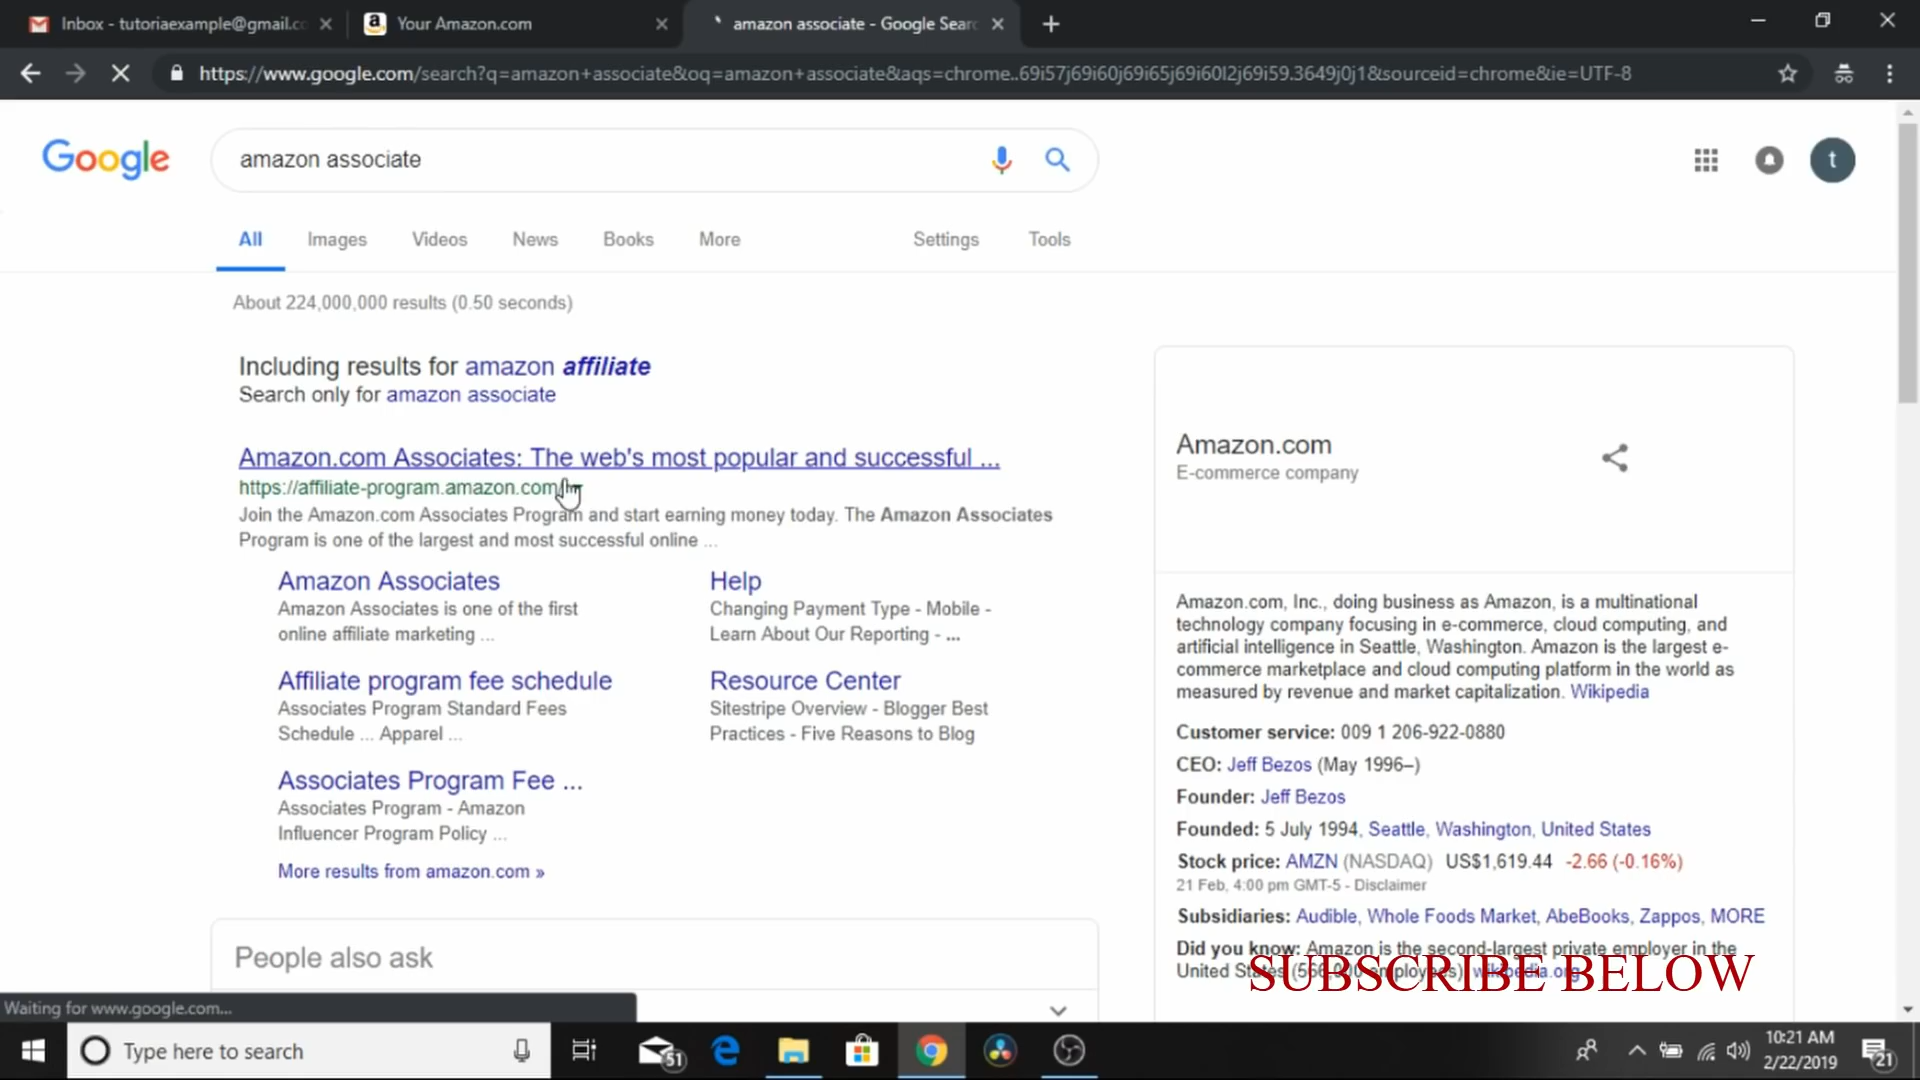 Inbox - tutoriaexample@gmail.co
Your Amazon.com
amazon associate - Google Searc
https://www.google.com/search?q=amazon+associate&oq=amazon+associate&aqs=chrome..69i57j69i60j69i65j69i60l2j69i59.3649j0j1&sourceid=chrome&ie=UTF-8
Google
amazon associate
t
All Images Videos News Books More Settings Tools
About 224,000,000 results (0.50 seconds)
Including results for amazon affiliate
Search only for amazon associate
Amazon.com Associates: The web's most popular and successful ...
https://affiliate-program.amazon.com/
Join the Amazon.com Associates Program and start earning money today. The Amazon Associates
Program is one of the largest and most successful online ...
Amazon Associates
Amazon Associates is one of the first
online affiliate marketing ...
Help
Changing Payment Type - Mobile -
Learn About Our Reporting - ...
Affiliate program fee schedule
Associates Program Standard Fees
Schedule ... Apparel ...
Resource Center
Sitestripe Overview - Blogger Best
Practices - Five Reasons to Blog
Associates Program Fee ...
Associates Program - Amazon
Influencer Program Policy ...
More results from amazon.com »
People also ask
Amazon.com
E-commerce company
Amazon.com, Inc., doing business as Amazon, is a multinational
technology company focusing in e-commerce, cloud computing, and
artificial intelligence in Seattle, Washington. Amazon is the largest e-
commerce marketplace and cloud computing platform in the world as
measured by revenue and market capitalization. Wikipedia
Customer service: 009 1 206-922-0880
CEO: Jeff Bezos (May 1996–)
Founder: Jeff Bezos
Founded: 5 July 1994, Seattle, Washington, United States
Stock price: AMZN (NASDAQ) US$1,619.44 -2.66 (-0.16%)
21 Feb, 4:00 pm GMT-5 - Disclaimer
Subsidiaries: Audible, Whole Foods Market, AbeBooks, Zappos, MORE
Did you know: Amazon is the second-largest private employer in the
United States (566,000 employees). wikipedia.org
SUBSCRIBE BELOW
Waiting for www.google.com...
Type here to search
51
10:21 AM
2/22/2019
21